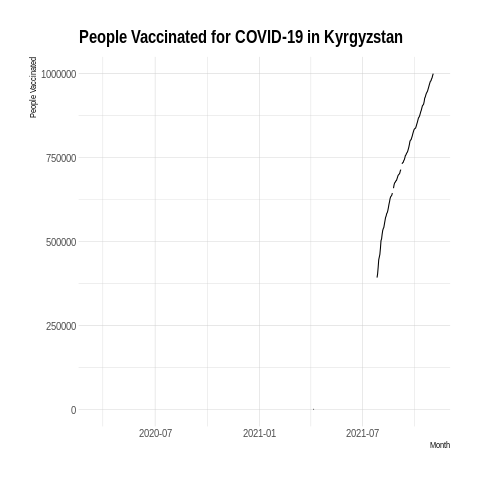 People Vaccinated for COVID-19 in Kyrgyzstan
People Vaccinated
1000000
750000
500000
250000
0
2020-07 2021-01 2021-07
Month